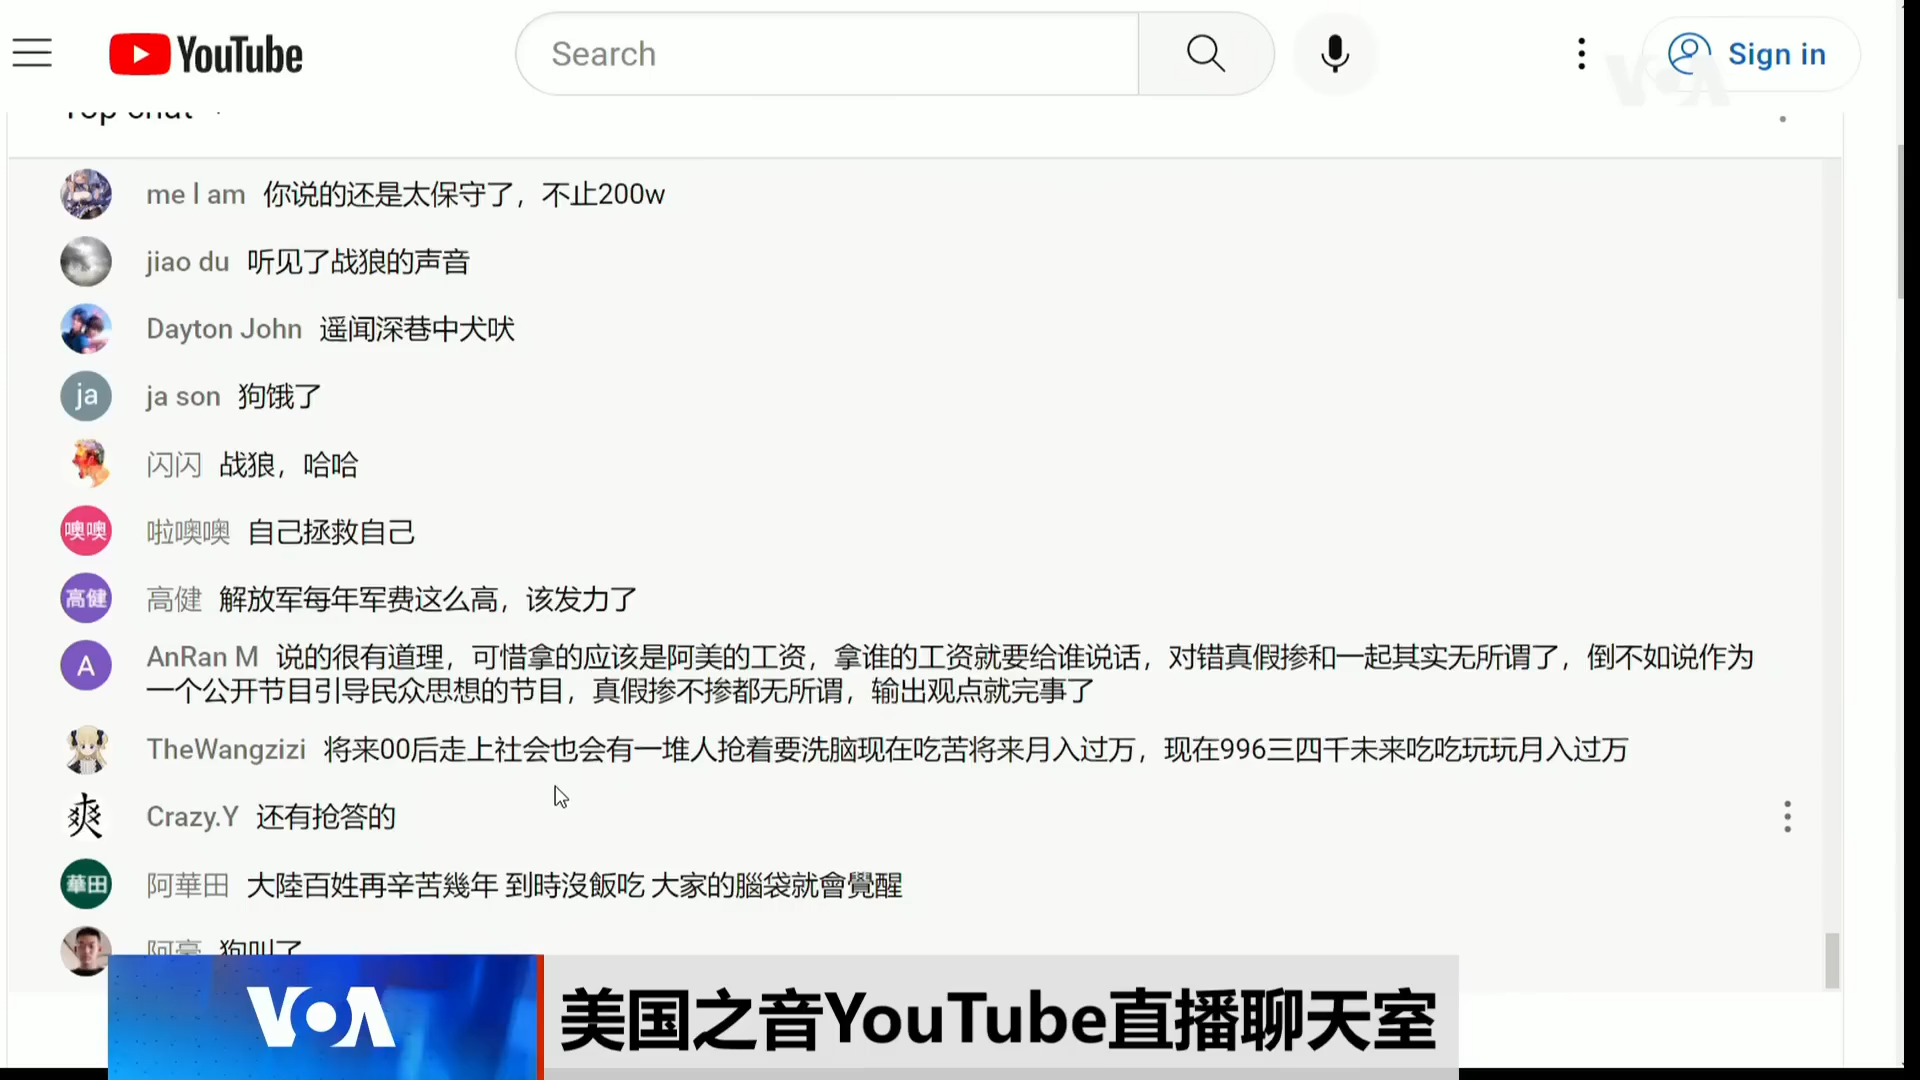 YouTube
Search
Sign in
VOA
Top chat
me I am 你说的还是太保守了，不止200w
jiao du 听见了战狼的声音
Dayton John 遥闻深巷中犬吠
ja
ja son 狗饿了
闪闪 战狼，哈哈
噢噢
啦噢噢 自己拯救自己
高健
高健 解放军每年军费这么高，该发力了
A
AnRan M 说的很有道理，可惜拿的应该是阿美的工资，拿谁的工资就要给谁说话，对错真假掺和一起其实无所谓了，倒不如说作为
一个公开节目引导民众思想的节目，真假掺不掺都无所谓，输出观点就完事了
TheWangzizi 将来00后走上社会也会有一堆人抢着要洗脑现在吃苦将来月入过万，现在996三四千未来吃吃玩玩月入过万
爽
Crazy.Y 还有抢答的
華田
阿華田 大陸百姓再辛苦幾年 到時沒飯吃 大家的腦袋就會覺醒
阿豪 狗叫了
VOA
美国之音YouTube直播聊天室